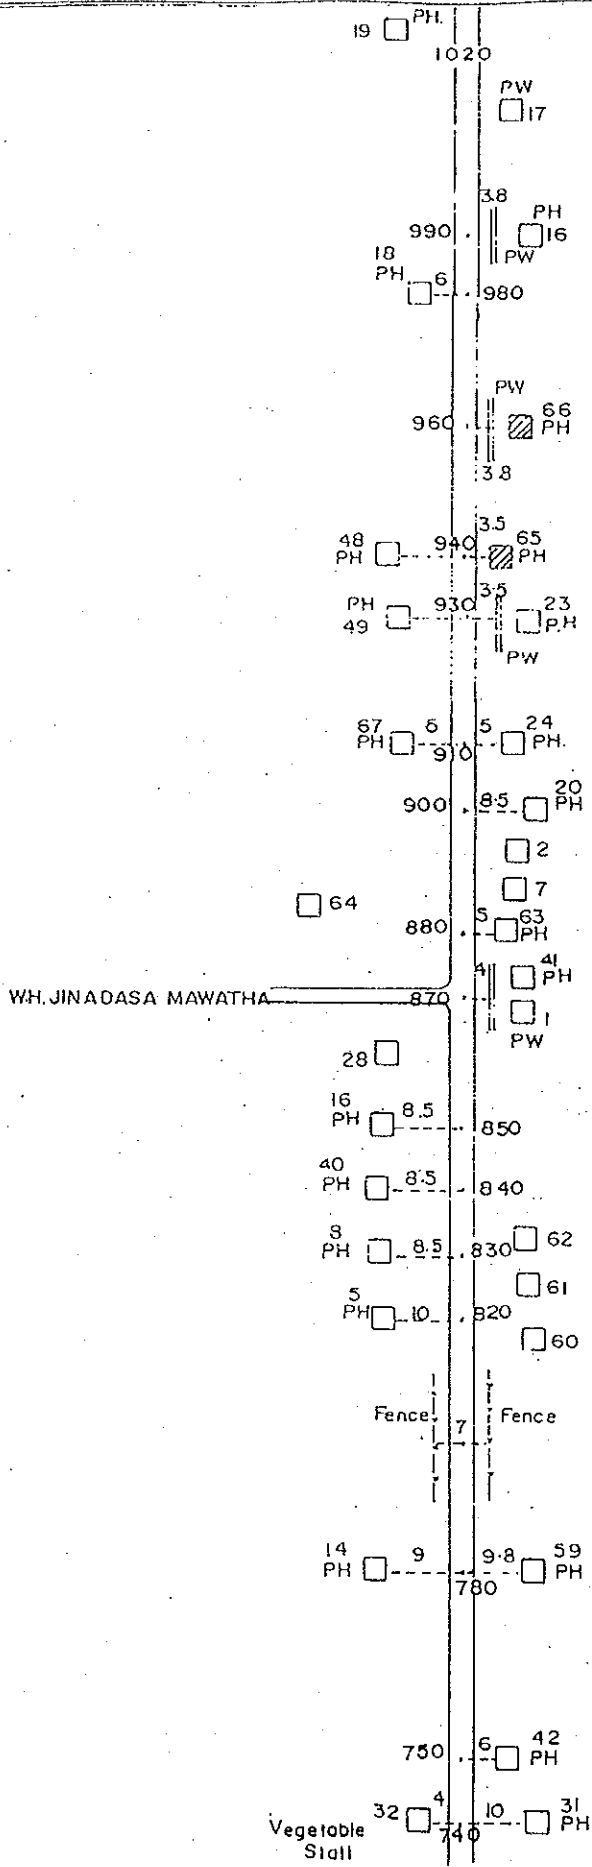 19 PH.
1020
PW
17
3.8
PH
990 16
PW
18
PH 6
980
PW
66
960 PH
3.8
3.5
48 940 65
PH PH
3.5
PH 930 23
49 P.H
PW
67 6 5 24
PH PH.
910
20
900 8.5 PH
2
7
64
5 63
880 PH
41
4 PH
W.H. JINADASA MAWATHA 870
1
PW
28
16 8.5
PH 850
40 8.5
PH 840
8 62
PH 8.5 830
61
5
PH 10 820
60
Fence Fence
7
14 9 9.8 59
PH PH
780
750 6 42
PH
4 31
32 10 PH
Vegetable 740
Stall